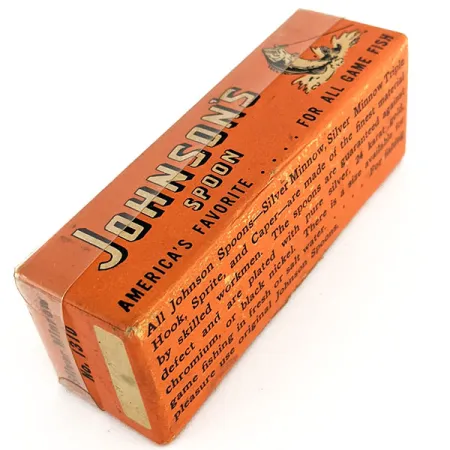 JOHNSON'S
SPOON
AMERICA'S FAVORITE .... FOR ALL GAME FISH
All Johnson Spoons—Silver Minnow, Silver Minnow Triple
Hook, Sprite, and Caper—are made of the finest material
by skilled workmen. The spoons are guaranteed against
defect and are plated with pure silver, 24 karat gold,
chromium, or black nickel. There is a size available for
game fishing in fresh or salt water. For
pleasure use original Johnson Spoons.
No. 1310